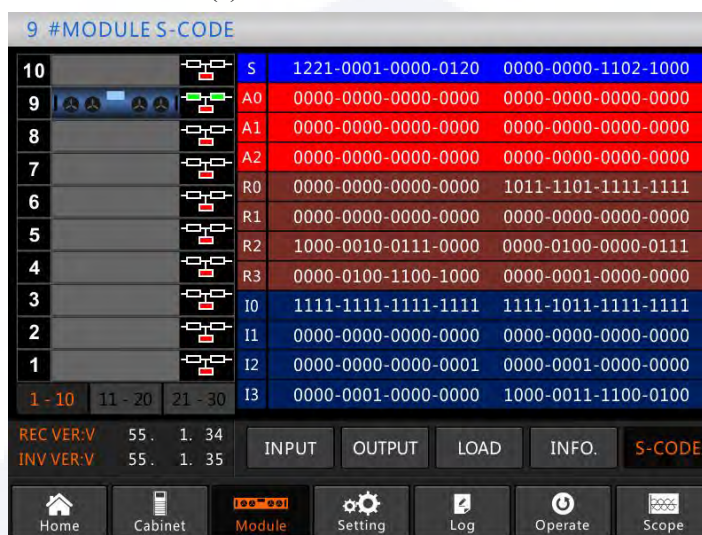 9 #MODULE S-CODE
10
9
8
7
6
5
4
3
2
1
1 - 10 11 - 20 21 - 30
S 1221-0001-0000-0120 0000-0000-1102-1000
A0 0000-0000-0000-0000 0000-0000-0000-0000
A1 0000-0000-0000-0000 0000-0000-0000-0000
A2 0000-0000-0000-0000 0000-0000-0000-0000
R0 0000-0000-0000-0000 1011-1101-1111-1111
R1 0000-0000-0000-0000 0000-0000-0000-0000
R2 1000-0010-0111-0000 0000-0100-0000-0111
R3 0000-0100-1100-1000 0000-0001-0000-0000
I0 1111-1111-1111-1111 1111-1011-1111-1111
I1 0000-0000-0000-0000 0000-0000-0000-0000
I2 0000-0000-0000-0001 0000-0001-0000-0000
I3 0000-0001-0000-0000 1000-0011-1100-0100
REC VER:V 55. 1. 34
INV VER:V 55. 1. 35
INPUT OUTPUT LOAD INFO. S-CODE
Home Cabinet Module Setting Log Operate Scope